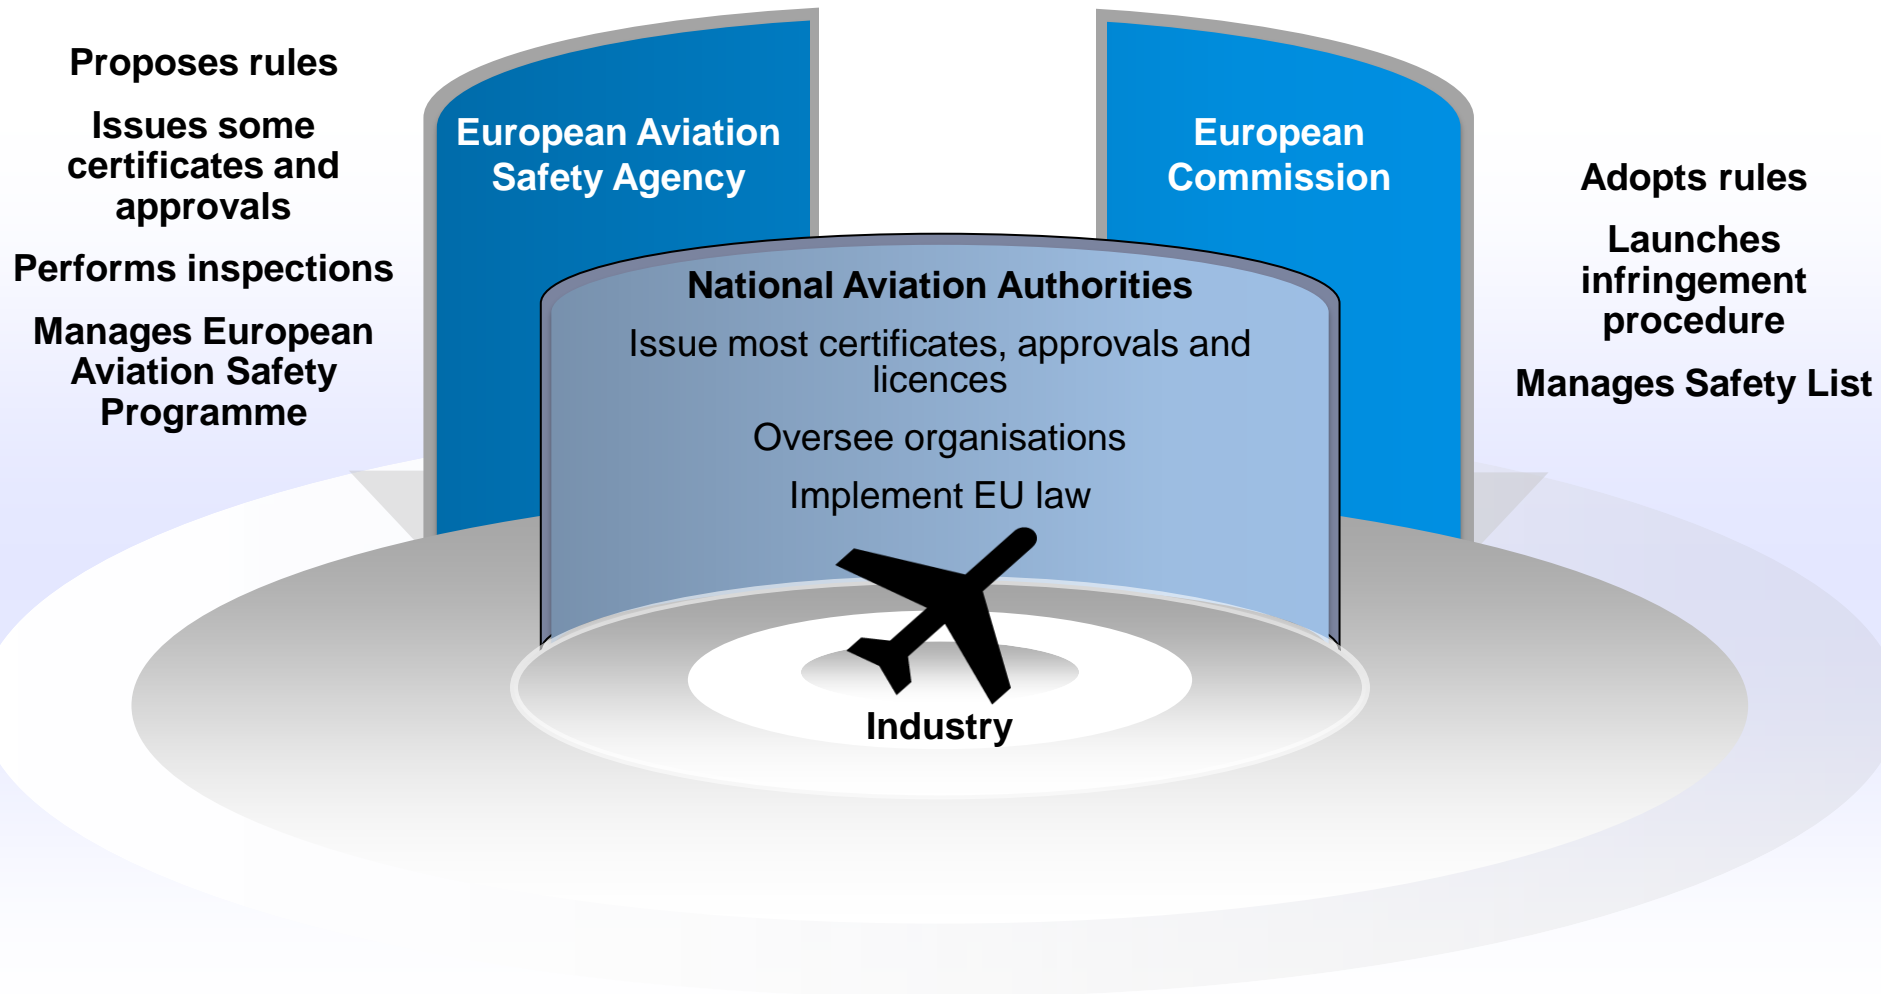 Proposes rules
Issues some
certificates and
approvals
Performs inspections
Manages European
Aviation Safety
Programme
European Aviation
Safety Agency
European
Commission
Adopts rules
Launches
infringement
procedure
Manages Safety List
National Aviation Authorities
Issue most certificates, approvals and
licences
Oversee organisations
Implement EU law
Industry